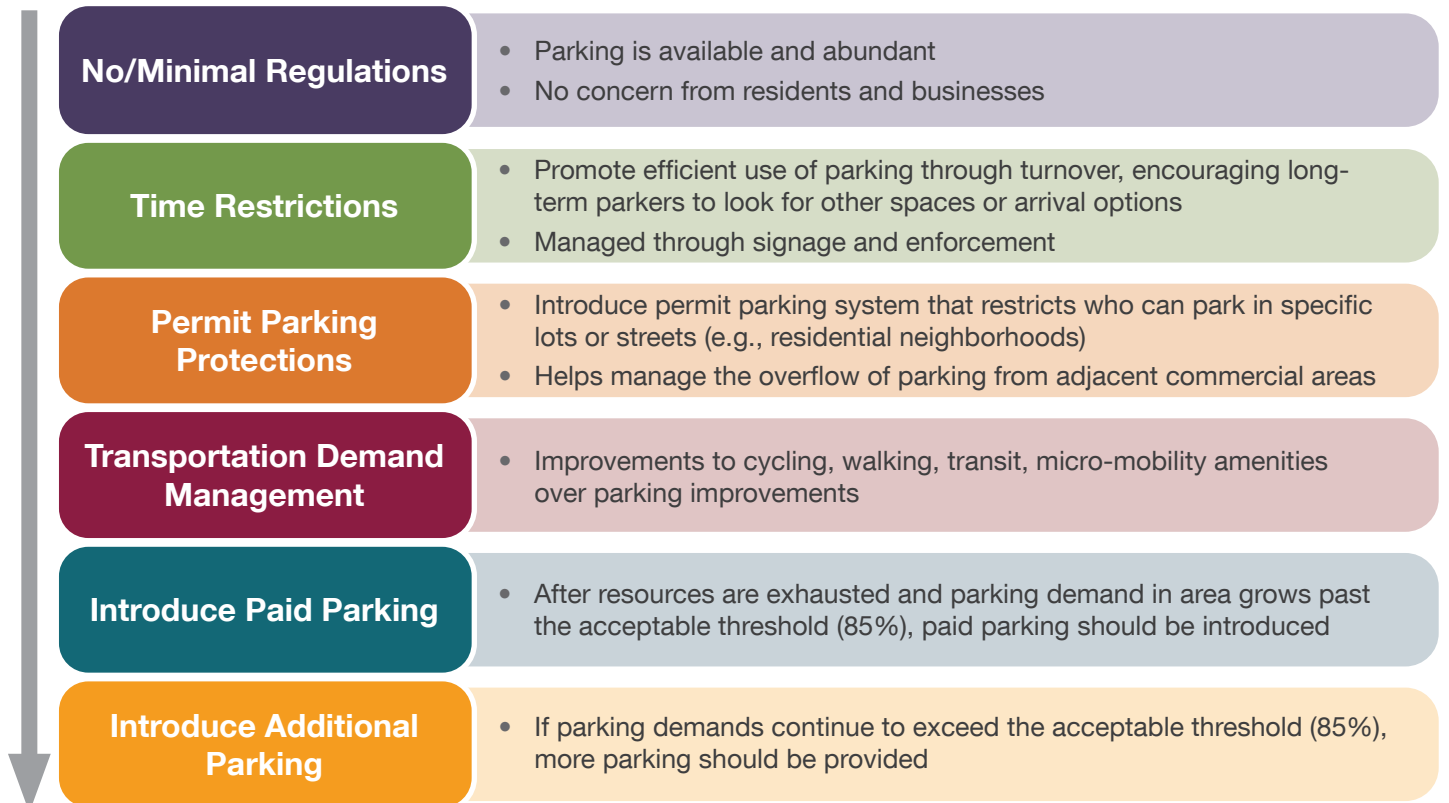 No/Minimal Regulations
• Parking is available and abundant
• No concern from residents and businesses
Time Restrictions
• Promote efficient use of parking through turnover, encouraging long-
term parkers to look for other spaces or arrival options
• Managed through signage and enforcement
Permit Parking
Protections
• Introduce permit parking system that restricts who can park in specific
lots or streets (e.g., residential neighborhoods)
• Helps manage the overflow of parking from adjacent commercial areas
Transportation Demand
Management
• Improvements to cycling, walking, transit, micro-mobility amenities
over parking improvements
Introduce Paid Parking
• After resources are exhausted and parking demand in area grows past
the acceptable threshold (85%), paid parking should be introduced
Introduce Additional
Parking
• If parking demands continue to exceed the acceptable threshold (85%),
more parking should be provided